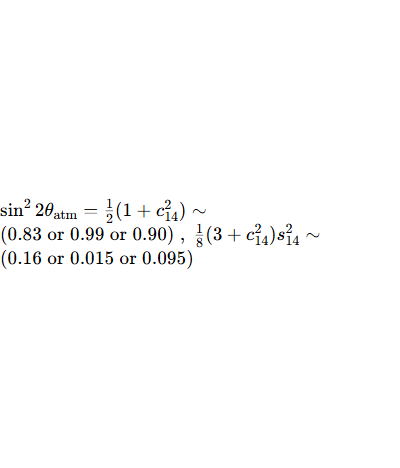 sin² 2θ_atm = ½(1 + c²₁₄) ∼
(0.83 or 0.99 or 0.90) , ⅛(3 + c²₁₄)s²₁₄ ∼
(0.16 or 0.015 or 0.095)